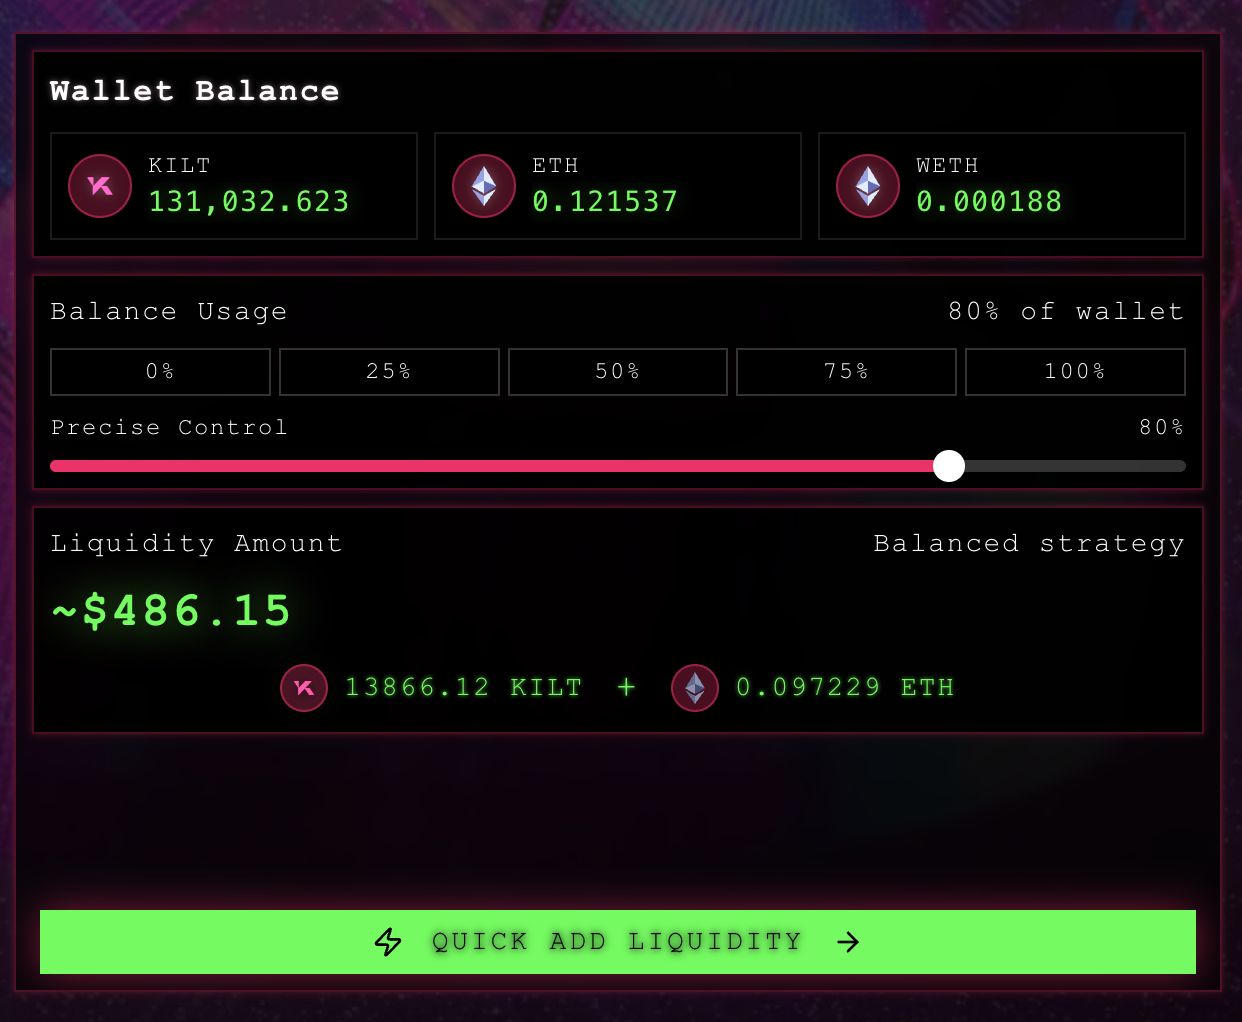 Wallet Balance
KILT
131,032.623
ETH
0.121537
WETH
0.000188
Balance Usage
80% of wallet
0%
25%
50%
75%
100%
Precise Control
80%
Liquidity Amount
Balanced strategy
~$486.15
13866.12 KILT + 0.097229 ETH
QUICK ADD LIQUIDITY →